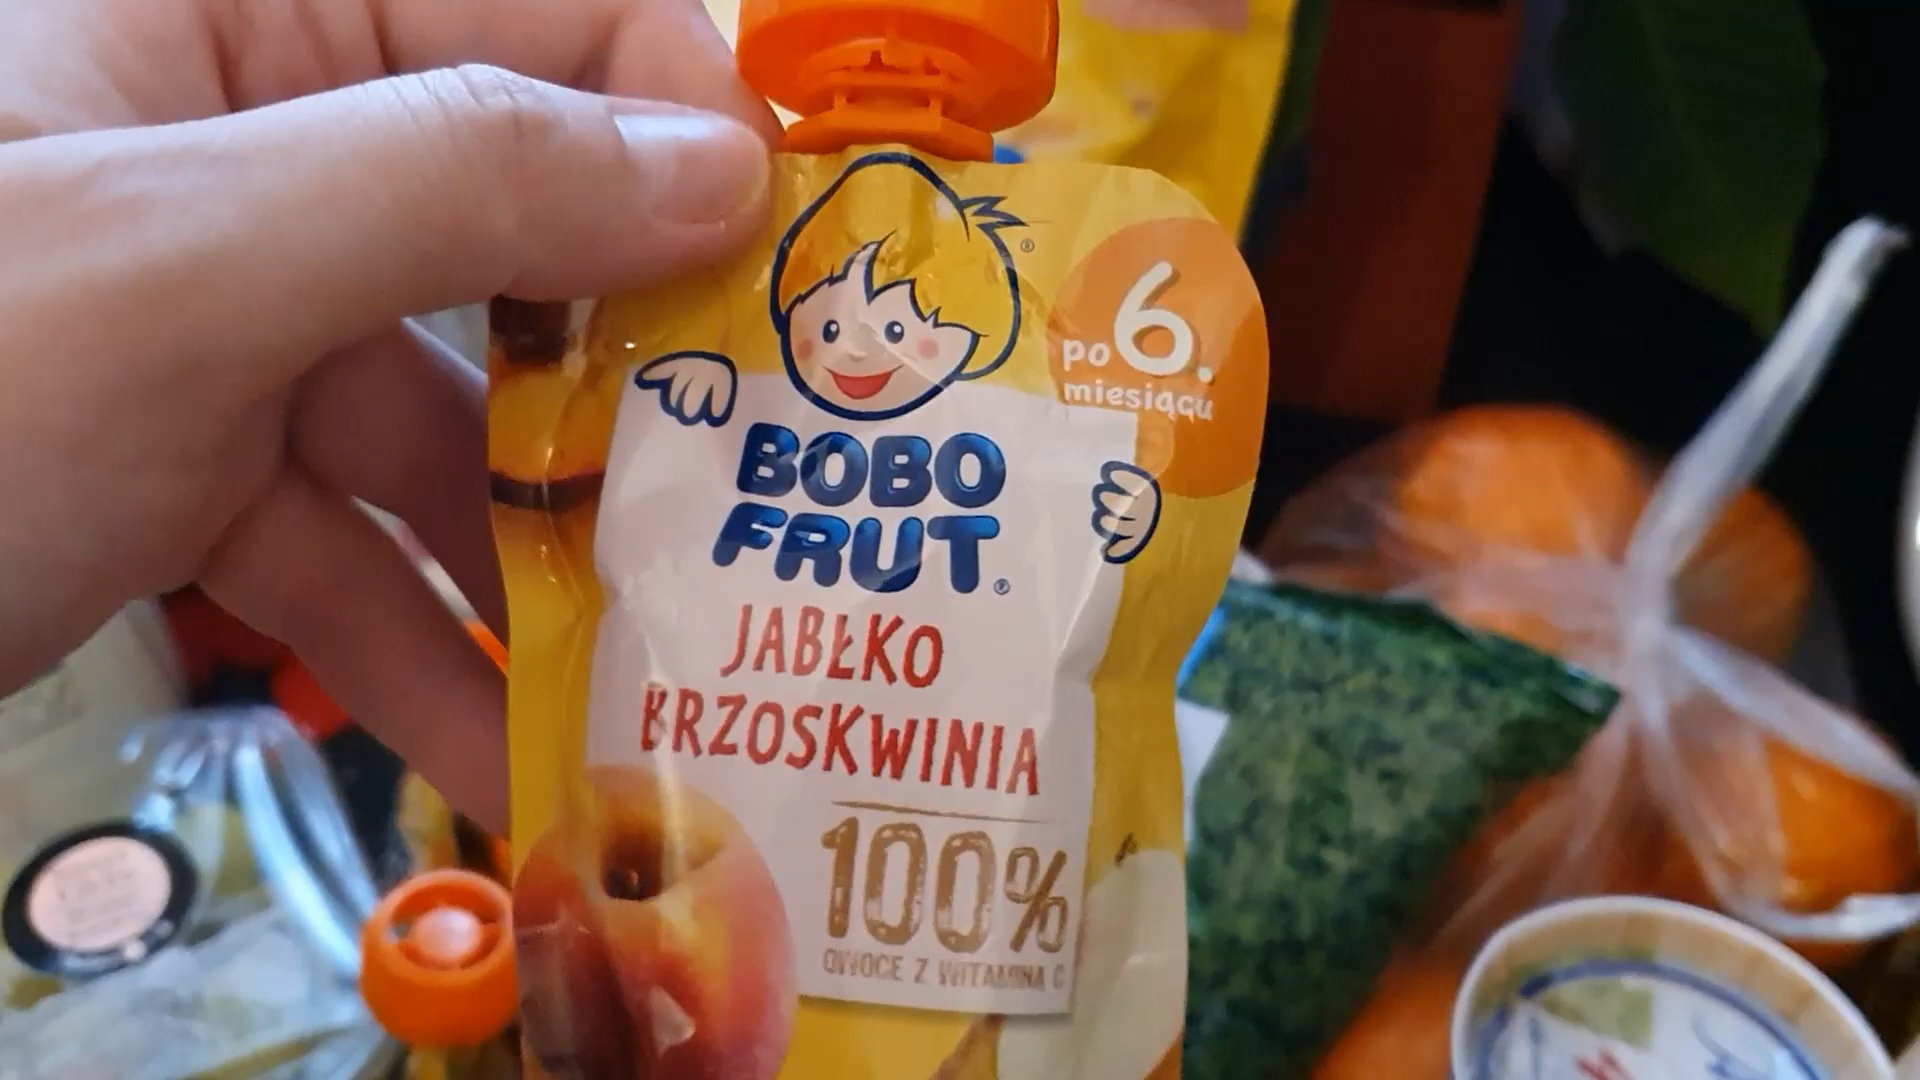 po 6.
miesiącu
BOBO
FRUT®
JABŁKO
BRZOSKWINIA
100%
OWOCE Z WITAMINĄ C